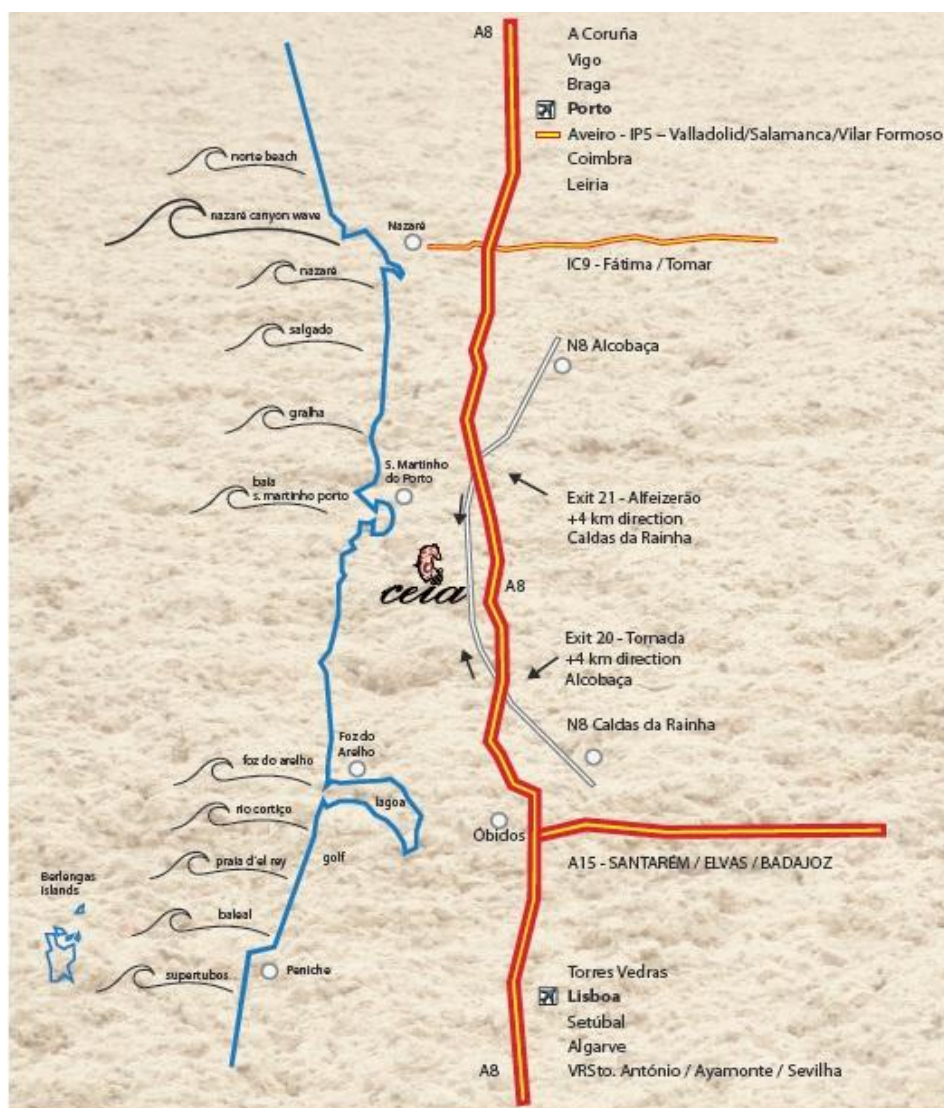 A8
A Coruña
Vigo
Braga
Porto
Aveiro - IP5 – Valladolid/Salamanca/Vilar Formoso
Coimbra
Leiria
norte beach
nazaré canyon wave
Nazaré
IC9 - Fátima / Tomar
nazaré
salgado
N8 Alcobaça
gralha
S. Martinho
do Porto
baia
s. martinho porto
Exit 21 - Alfeizerão
+4 km direction
Caldas da Rainha
ceia
A8
Exit 20 - Tornada
+4 km direction
Alcobaça
N8 Caldas da Rainha
Foz do
Arelho
foz do arelho
lagoa
rio cortiço
Óbidos
golf
praia d'el rey
A15 - SANTARÉM / ELVAS / BADAJOZ
Berlengas
islands
baleal
Peniche
supertubos
Torres Vedras
Lisboa
Setúbal
Algarve
A8
VRSto. António / Ayamonte / Sevilha